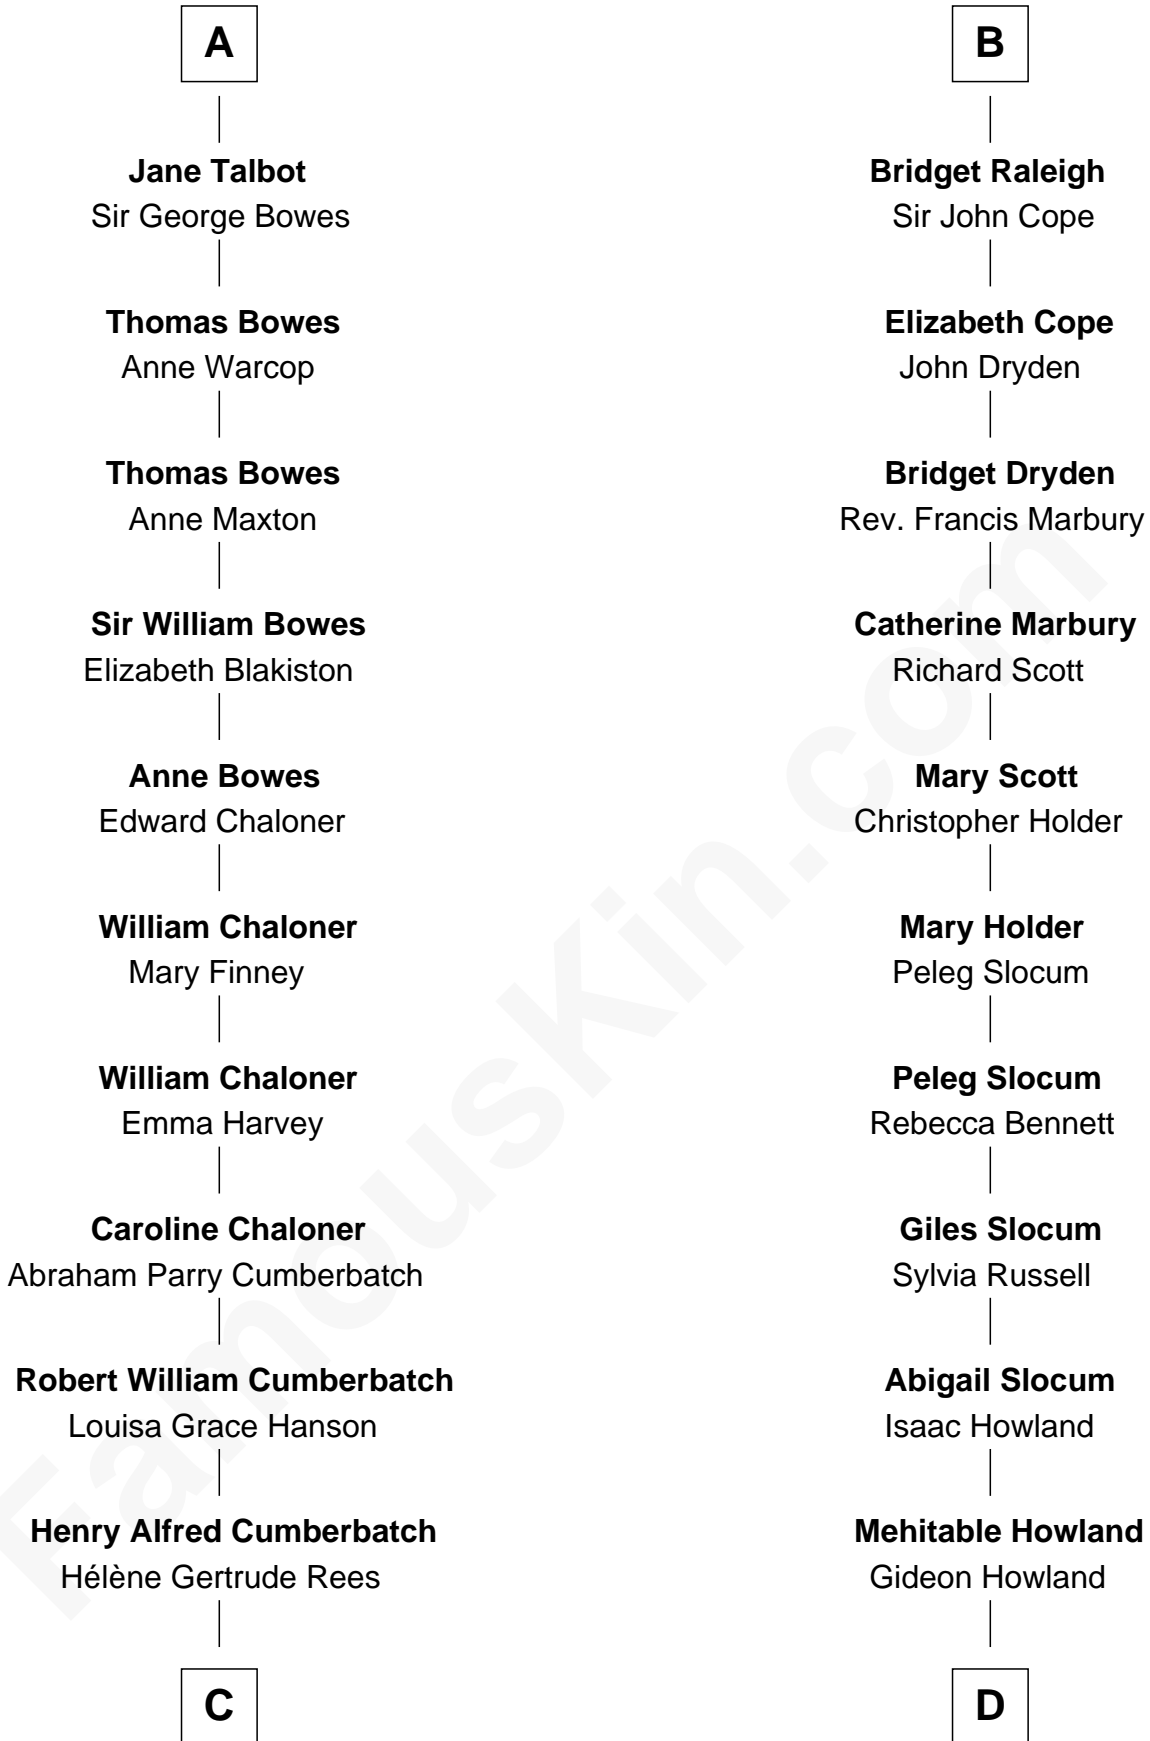 A
Jane Talbot
Sir George Bowes
Thomas Bowes
Anne Warcop
Thomas Bowes
Anne Maxton
Sir William Bowes
Elizabeth Blakiston
Anne Bowes
Edward Chaloner
William Chaloner
Mary Finney
William Chaloner
Emma Harvey
Caroline Chaloner
Abraham Parry Cumberbatch
Robert William Cumberbatch
Louisa Grace Hanson
Henry Alfred Cumberbatch
Hélène Gertrude Rees
C
B
Bridget Raleigh
Sir John Cope
Elizabeth Cope
John Dryden
Bridget Dryden
Rev. Francis Marbury
Catherine Marbury
Richard Scott
Mary Scott
Christopher Holder
Mary Holder
Peleg Slocum
Peleg Slocum
Rebecca Bennett
Giles Slocum
Sylvia Russell
Abigail Slocum
Isaac Howland
Mehitable Howland
Gideon Howland
D
FamousKin.com